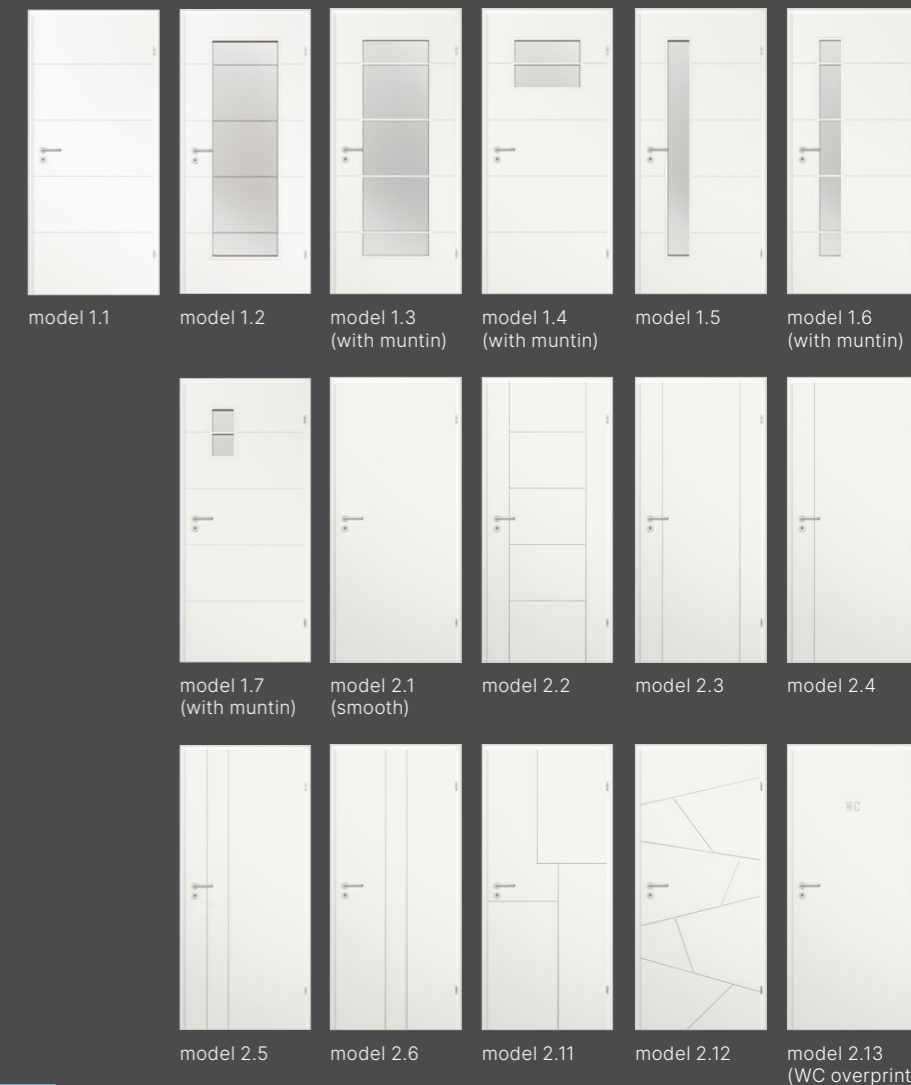 model 1.1
model 1.2
model 1.3
(with muntin)
model 1.4
(with muntin)
model 1.5
model 1.6
(with muntin)
model 1.7
(with muntin)
model 2.1
(smooth)
model 2.2
model 2.3
model 2.4
WC
model 2.5
model 2.6
model 2.11
model 2.12
model 2.13
(WC overprint